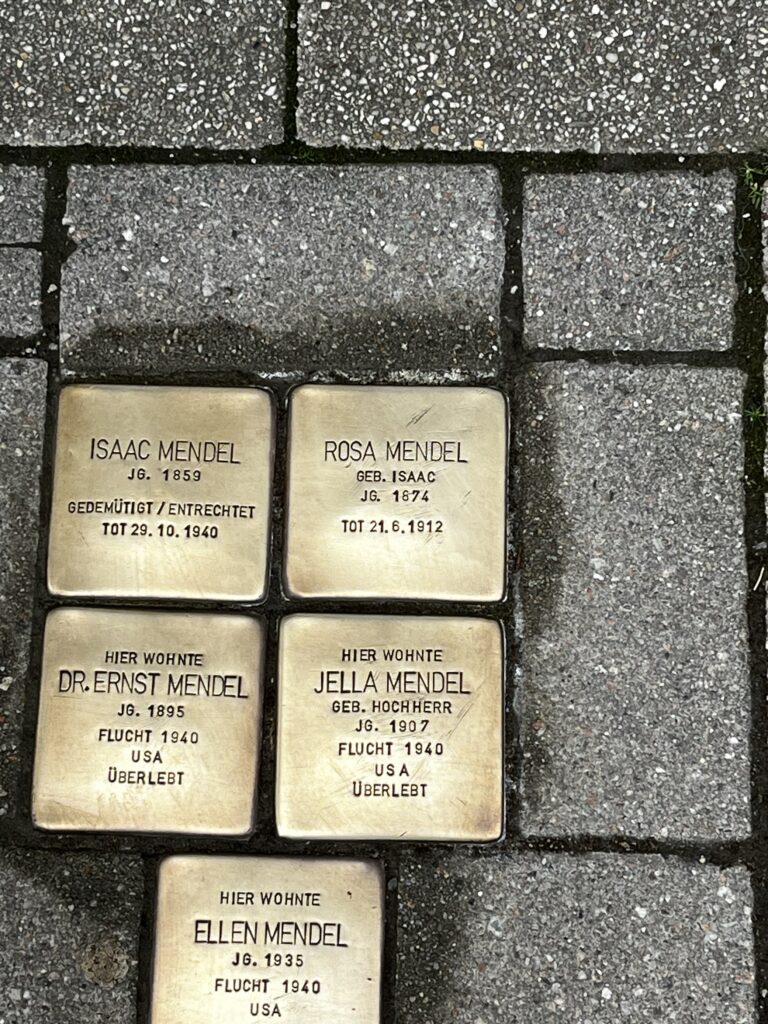 ISAAC MENDEL
JG. 1859
GEDEMÜTIGT / ENTRECHTET
TOT 29. 10. 1940
ROSA MENDEL
GEB. ISAAC
JG. 1874
TOT 21. 6. 1912
HIER WOHNTE
DR. ERNST MENDEL
JG. 1895
FLUCHT 1940
USA
ÜBERLEBT
HIER WOHNTE
JELLA MENDEL
GEB. HOCHHERR
JG. 1907
FLUCHT 1940
USA
ÜBERLEBT
HIER WOHNTE
ELLEN MENDEL
JG. 1935
FLUCHT 1940
USA